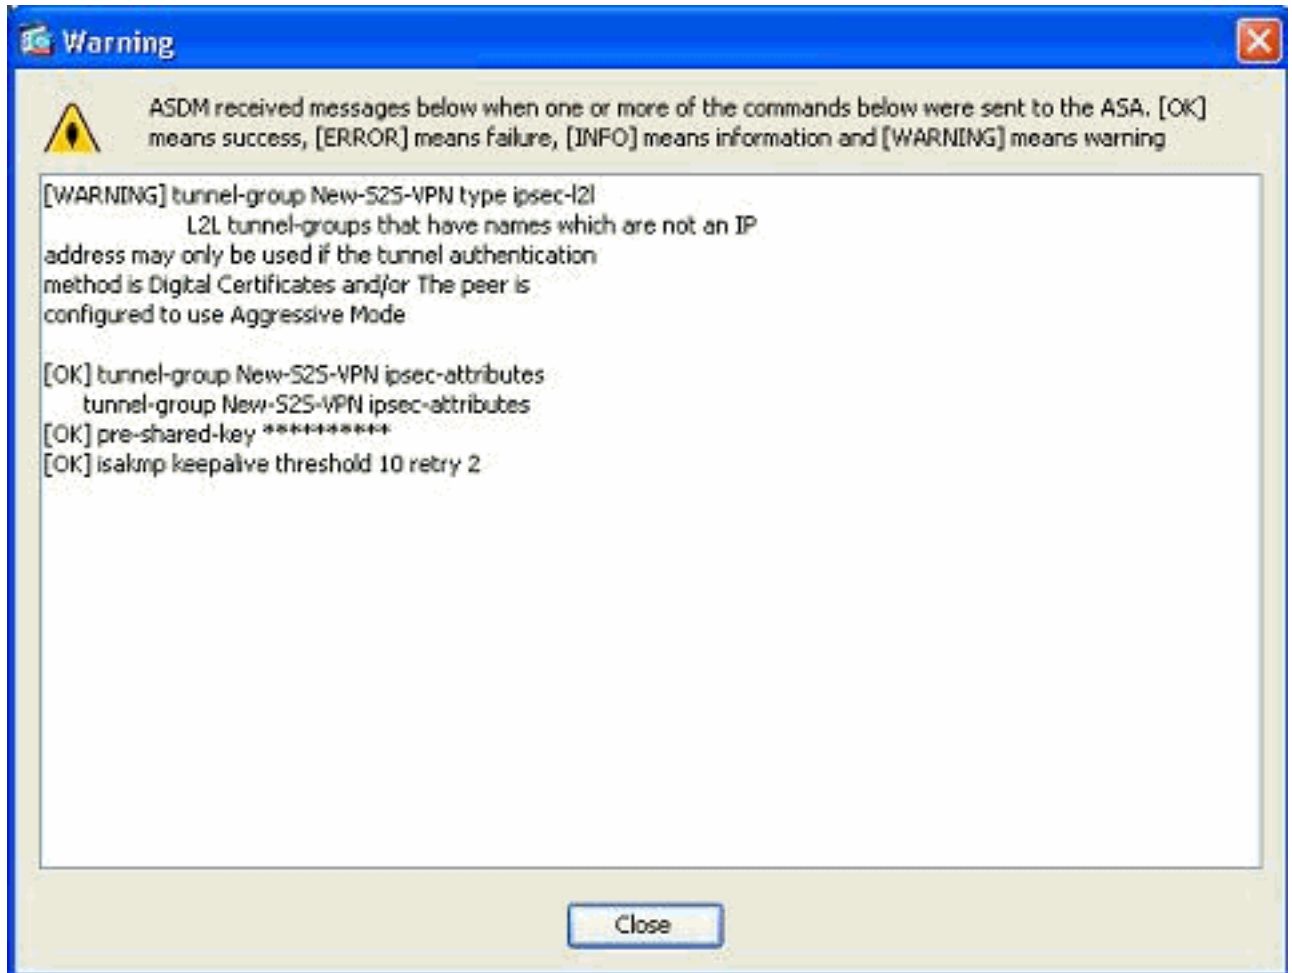 Warning
ASDM received messages below when one or more of the commands below were sent to the ASA. [OK]
means success, [ERROR] means failure, [INFO] means information and [WARNING] means warning
[WARNING] tunnel-group New-S2S-VPN type ipsec-l2l
L2L tunnel-groups that have names which are not an IP
address may only be used if the tunnel authentication
method is Digital Certificates and/or The peer is
configured to use Aggressive Mode
[OK] tunnel-group New-S2S-VPN ipsec-attributes
tunnel-group New-S2S-VPN ipsec-attributes
[OK] pre-shared-key **********
[OK] isakmp keepalive threshold 10 retry 2
Close